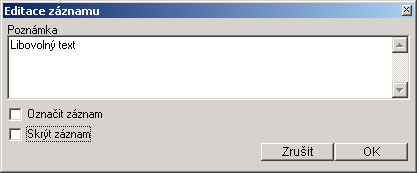 Editace záznamu
Poznámka
Libovolný text
Označit záznam
Skrýt záznam
Zrušit OK